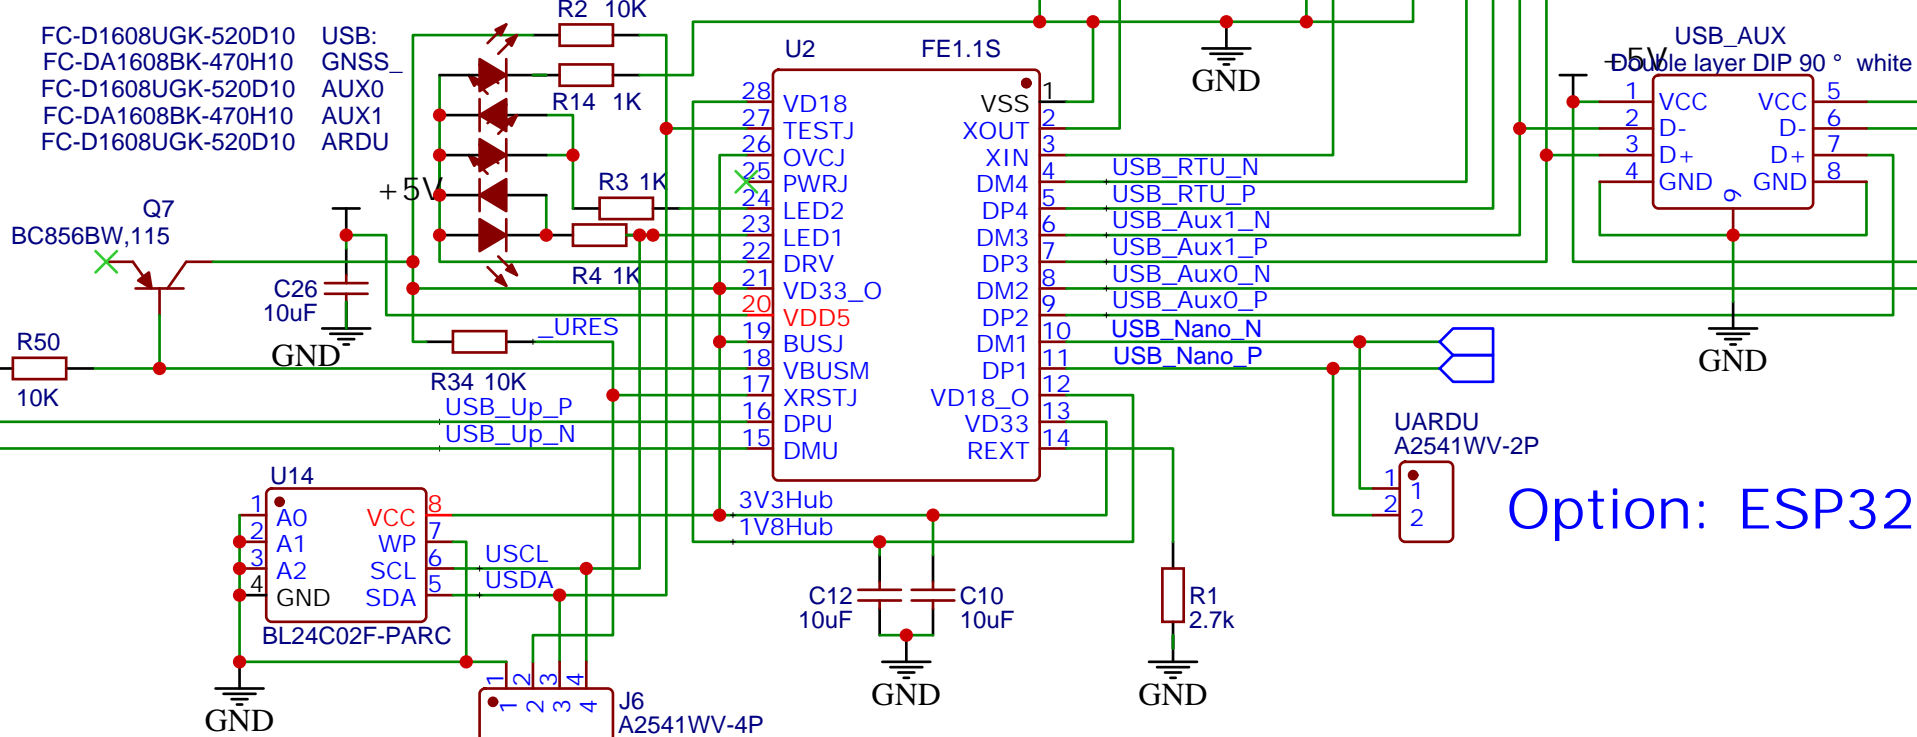 R2 10K
FC-D1608UGK-520D10 USB:
FC-DA1608BK-470H10 GNSS_
FC-D1608UGK-520D10 AUX0
FC-DA1608BK-470H10 AUX1
FC-D1608UGK-520D10 ARDU
R14 1K
+5V
R3 1K
R4 1K
Q7
BC856BW,115
C26
10uF
GND
R50
10K
_URES
R34 10K
USB_Up_P
USB_Up_N
U2 FE1.1S
28 VD18
27 TESTJ
26 OVCJ
25 PWRJ
24 LED2
23 LED1
22 DRV
21 VD33_O
20 VDD5
19 BUSJ
18 VBUSM
17 XRSTJ
16 DPU
15 DMU
VSS 1
XOUT 2
XIN 3
DM4 4 USB_RTU_N
DP4 5 USB_RTU_P
DM3 6 USB_Aux1_N
DP3 7 USB_Aux1_P
DM2 8 USB_Aux0_N
DP2 9 USB_Aux0_P
DM1 10 USB_Nano_N
DP1 11 USB_Nano_P
VD18_O 12
VD33 13
REXT 14
GND
USB_AUX
+5V
Double layer DIP 90 ° white
1 VCC VCC 5
2 D- D- 6
3 D+ D+ 7
4 GND GND 8
9
GND
UARDU
A2541WV-2P
1 1
2 2
Option: ESP32
3V3Hub
1V8Hub
C12
10uF
C10
10uF
GND
R1
2.7k
GND
U14
1 A0 VCC 8
2 A1 WP 7
3 A2 SCL 6
4 GND SDA 5
BL24C02F-PARC
USCL
USDA
GND
1 2 3 4
1 2 3 4
J6
A2541WV-4P